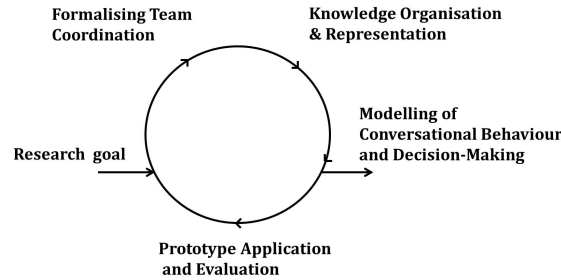 Formalising Team
Coordination
Knowledge Organisation
& Representation
Modelling of
Conversational Behaviour
and Decision-Making
Research goal
Prototype Application
and Evaluation